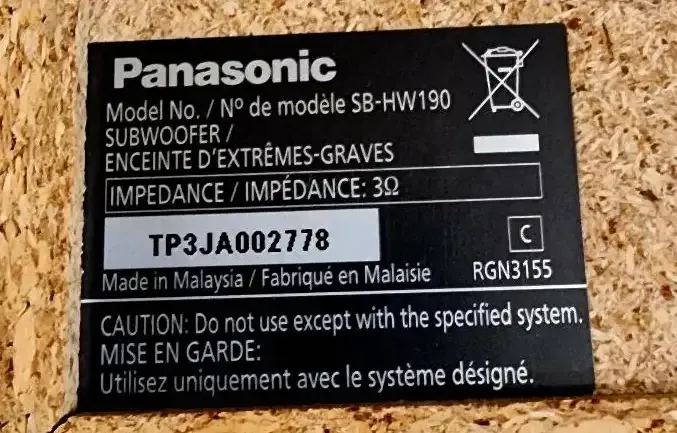 Panasonic
Model No. / Nº de modèle SB-HW190
SUBWOOFER /
ENCEINTE D'EXTRÊMES-GRAVES
IMPEDANCE / IMPÉDANCE: 3Ω
TP3JA002778
C
Made in Malaysia / Fabriqué en Malaisie
RGN3155
CAUTION: Do not use except with the specified system.
MISE EN GARDE:
Utilisez uniquement avec le système désigné.